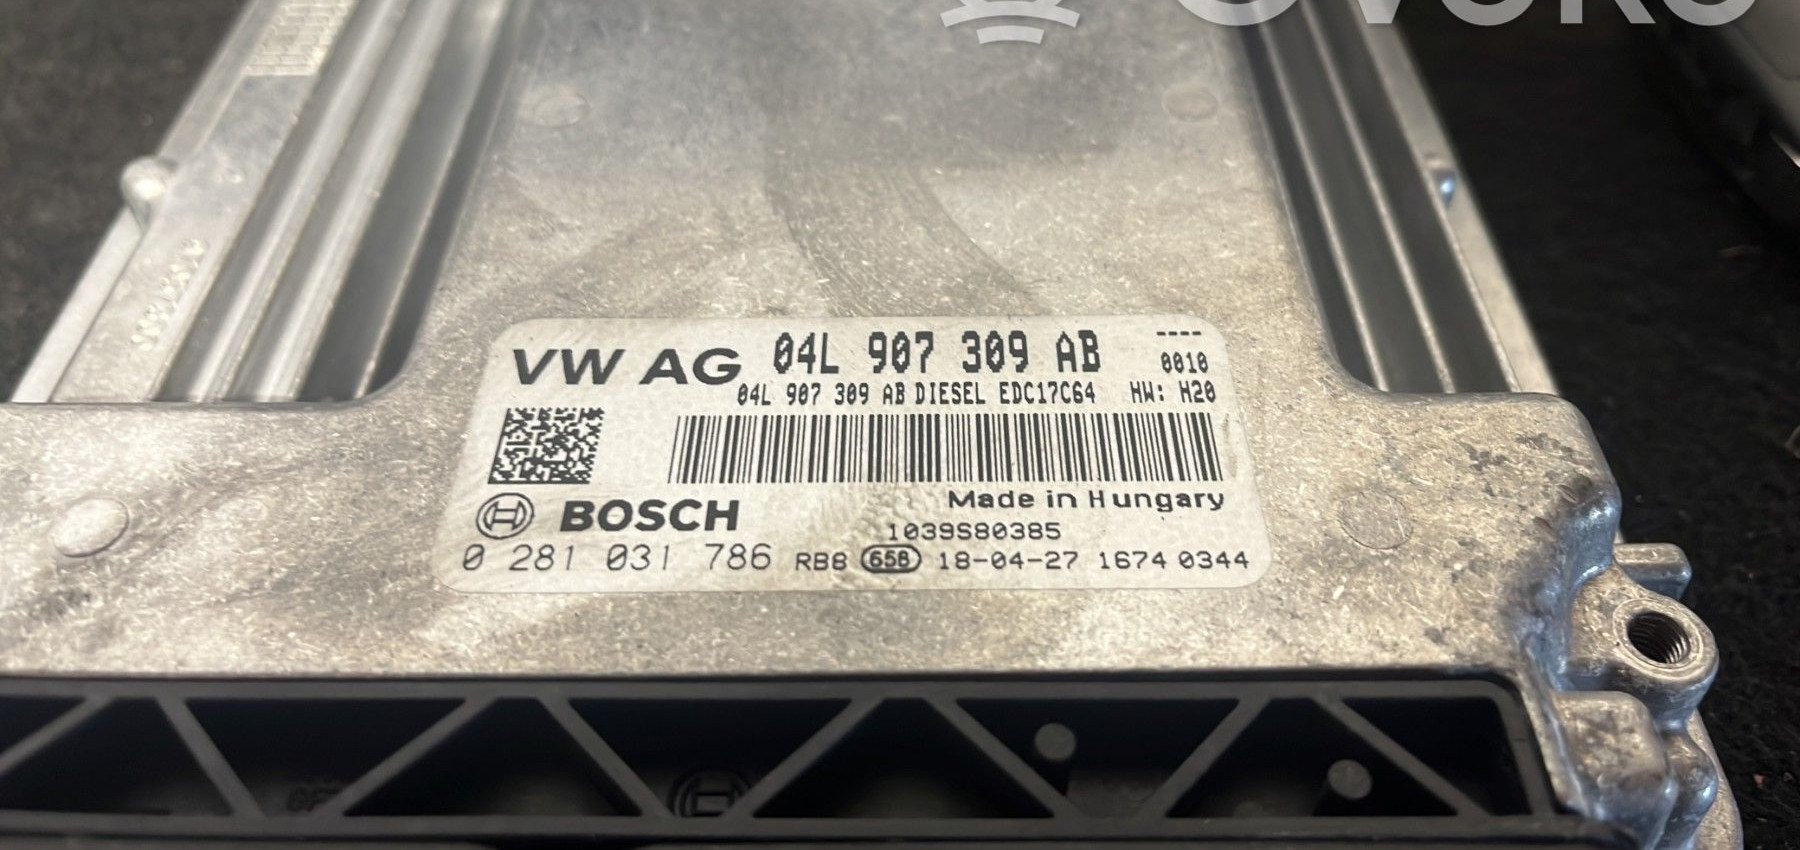 VW AG 04L 907 309 AB ----
0010
04L 907 309 AB DIESEL EDC17C64 HW: H20
Made in Hungary
BOSCH
1039S80385
0 281 031 786 RB8 658 18-04-27 1674 0344